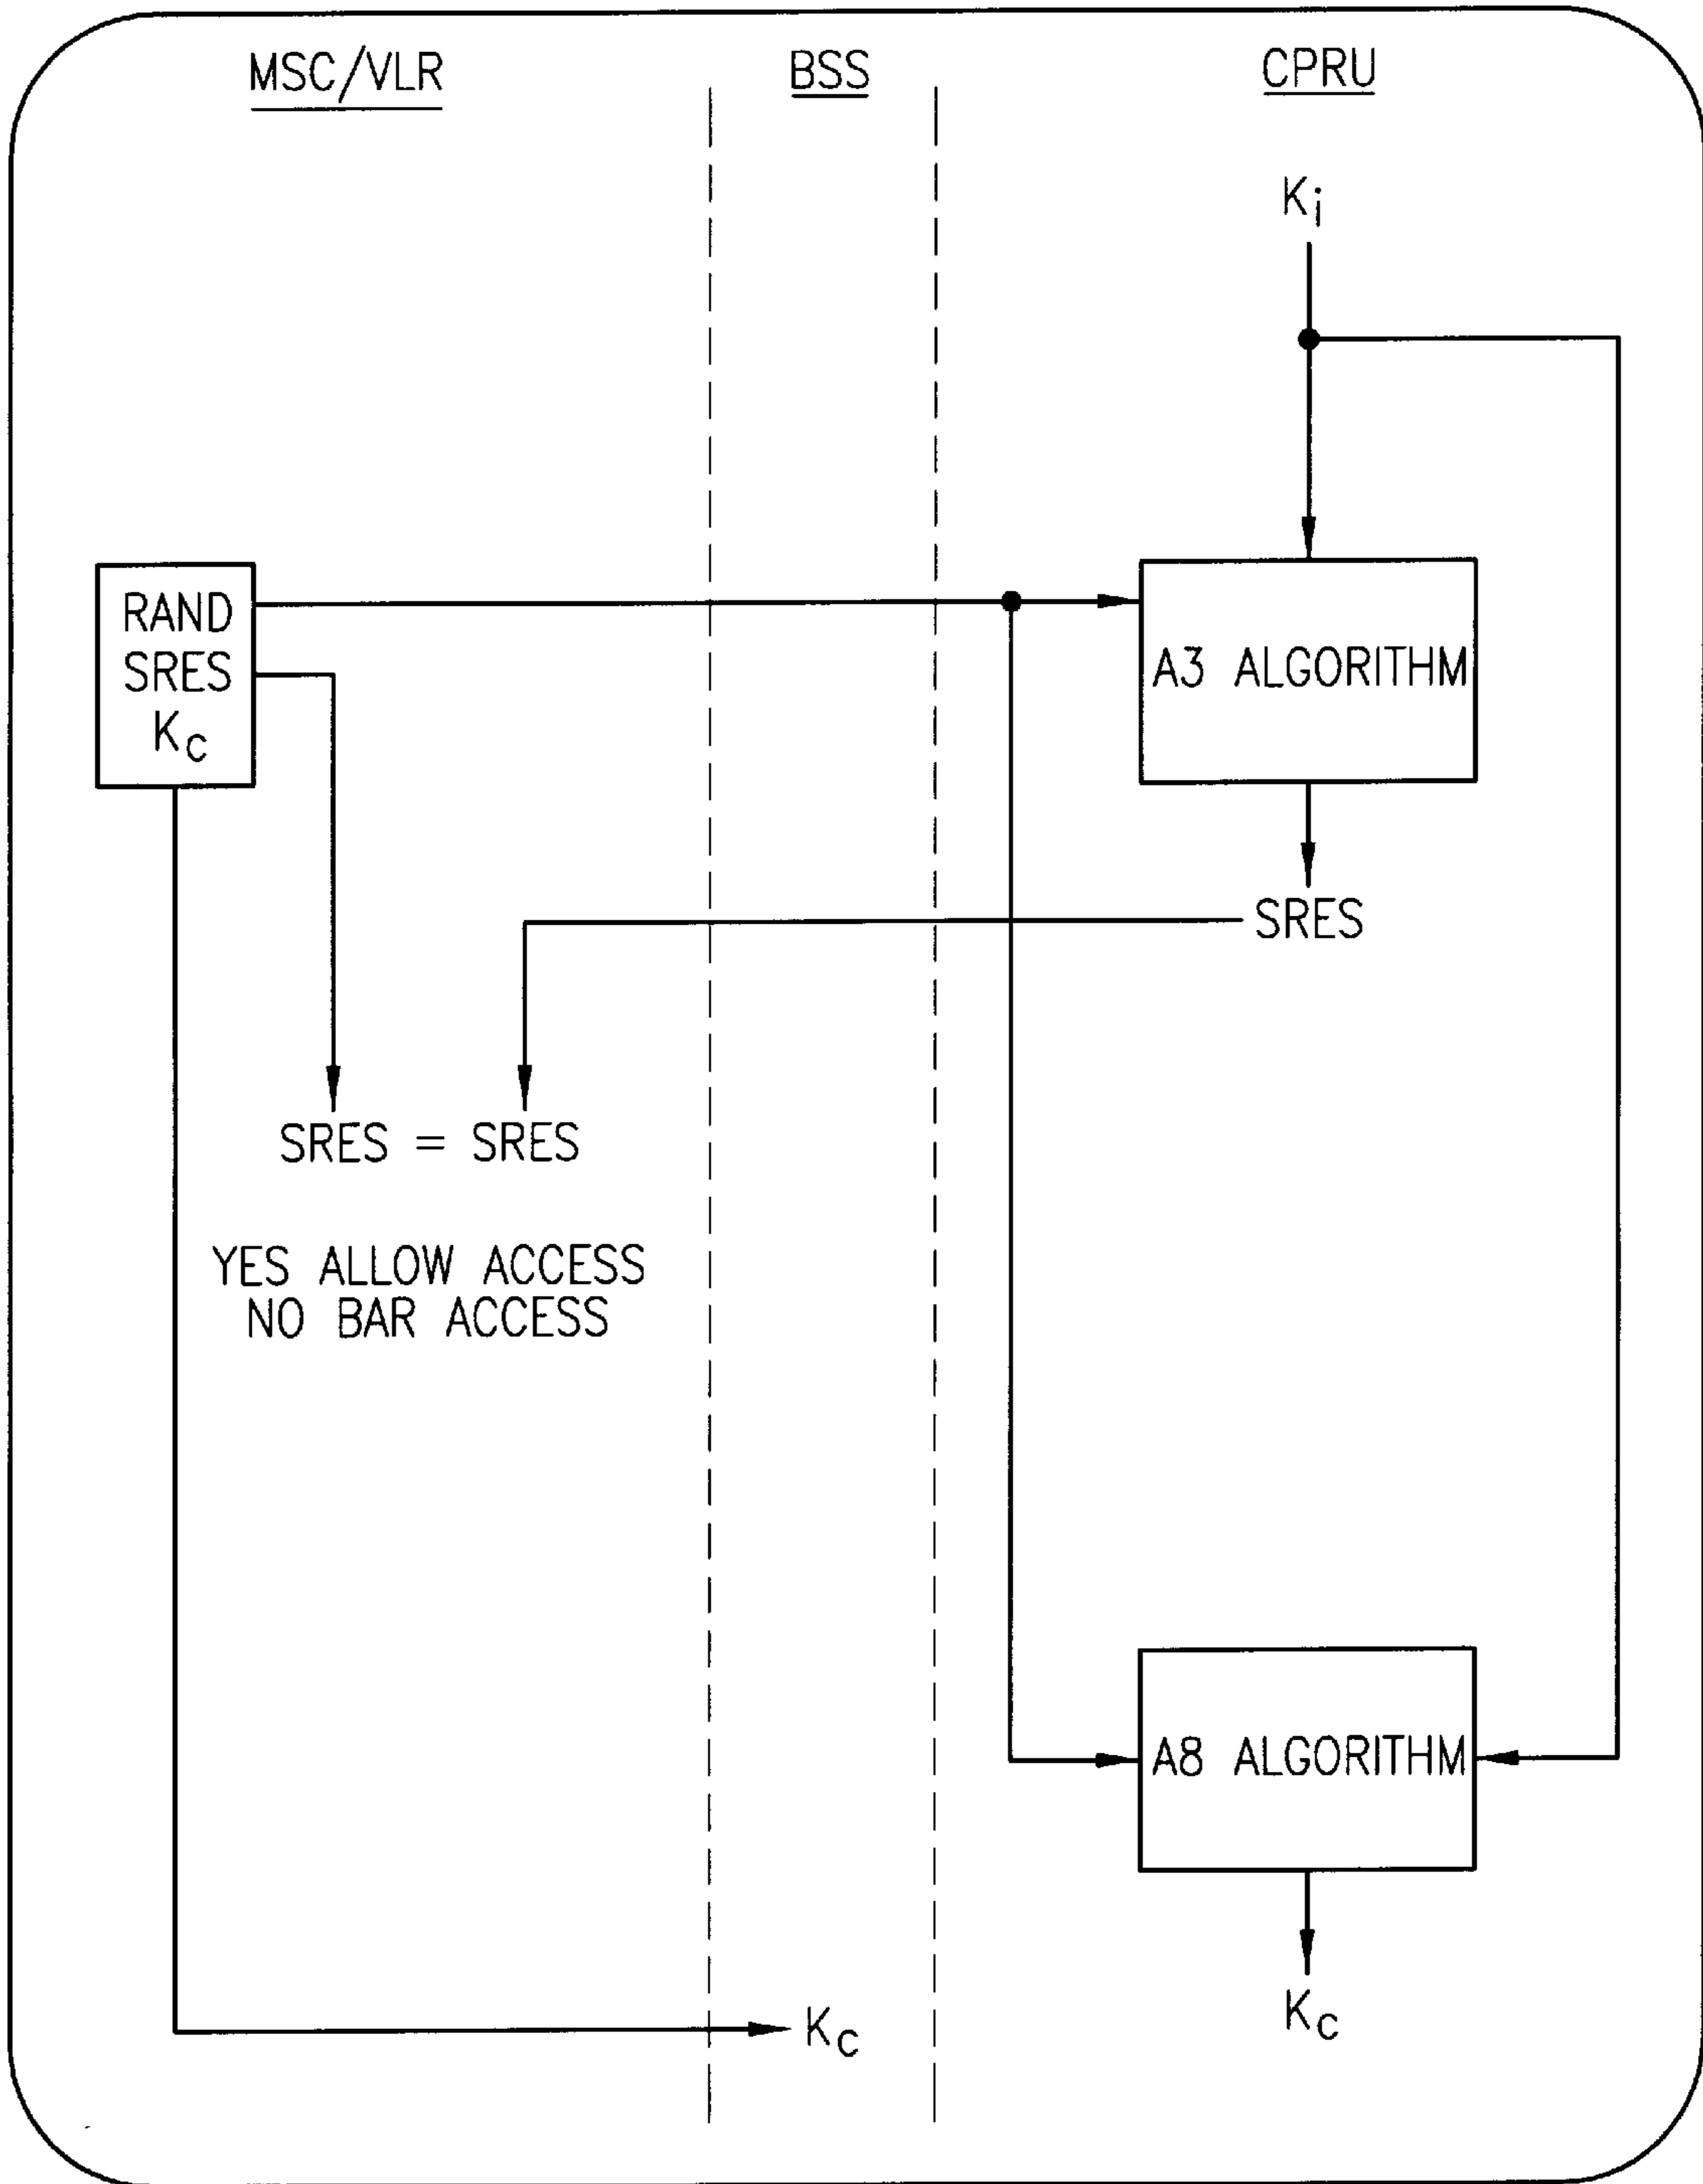 MSC/VLR
BSS
CPRU
Ki
RAND
SRES
Kc
A3 ALGORITHM
SRES
SRES = SRES
YES ALLOW ACCESS
NO BAR ACCESS
A8 ALGORITHM
Kc
Kc